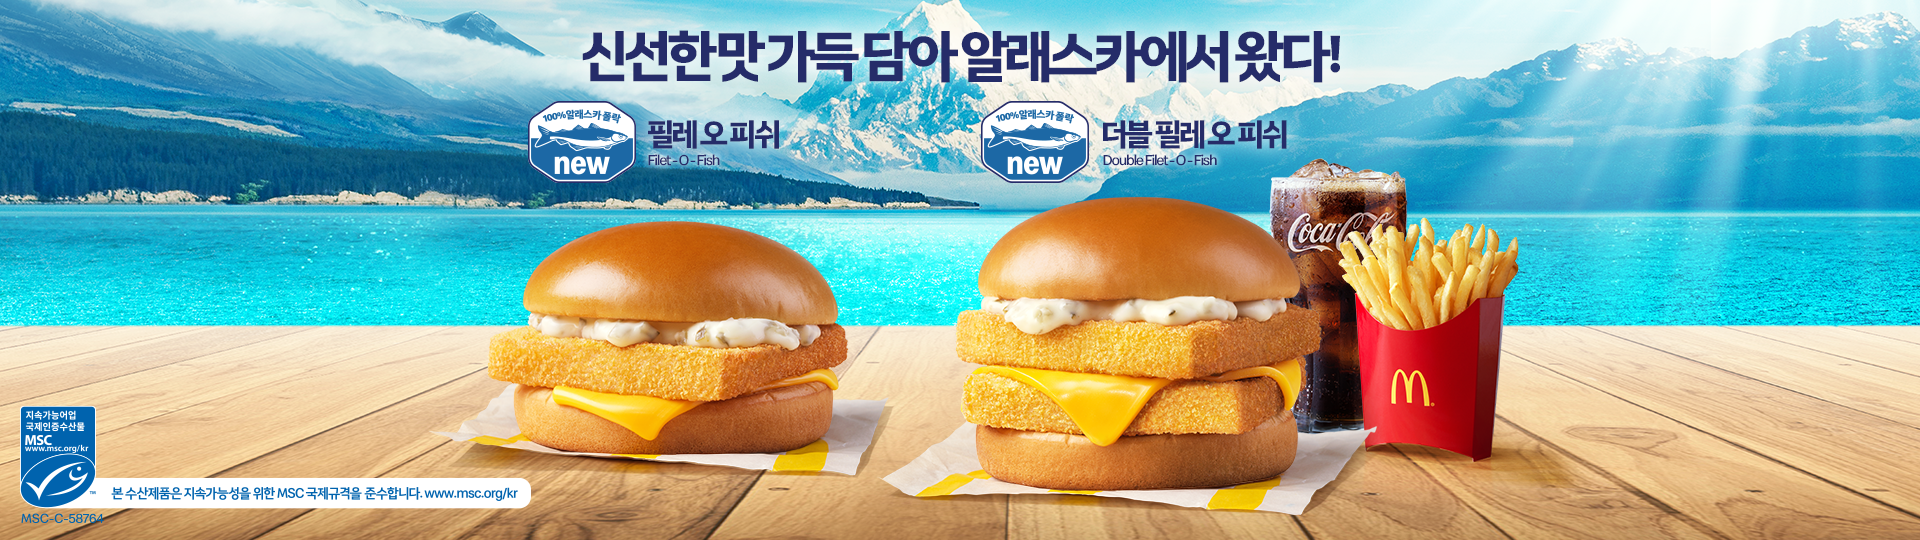 신선한 맛 가득 담아 알래스카에서 왔다!
100% 알래스카 폴락
new
필레 오 피쉬
Filet-O-Fish
100% 알래스카 폴락
new
더블 필레 오 피쉬
Double Filet-O-Fish
Coca-Cola
지속가능어업
국제인증수산물
MSC
www.msc.org/kr
TM
본 수산제품은 지속가능성을 위한 MSC 국제규격을 준수합니다. www.msc.org/kr
MSC-C-58764